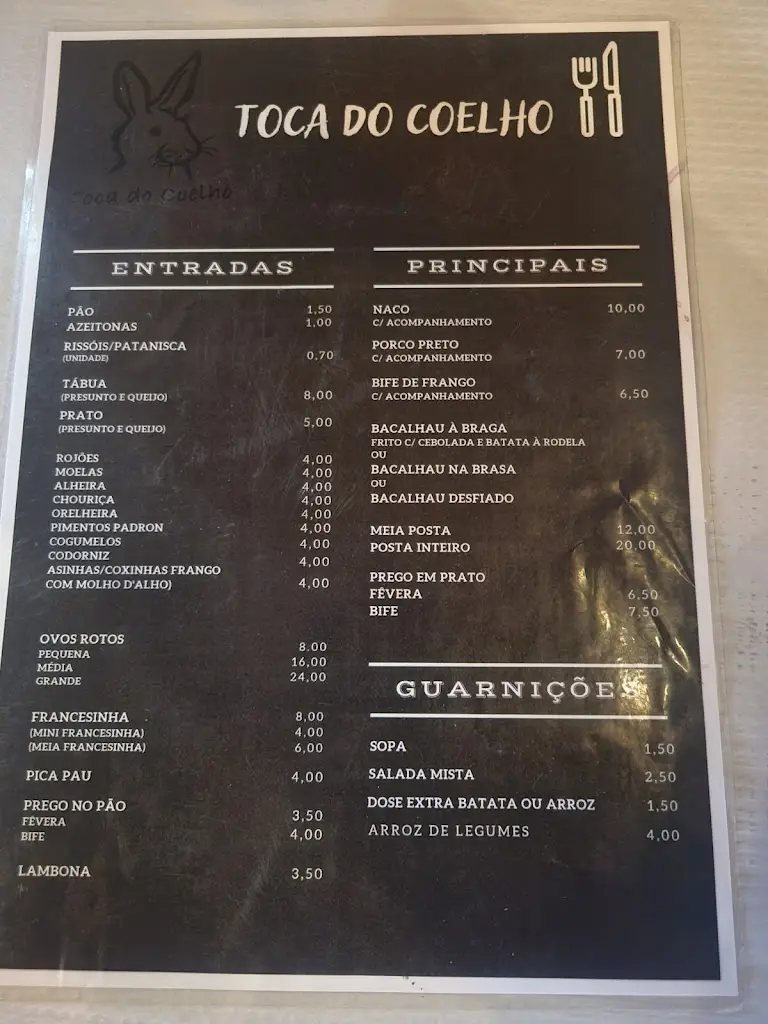 TOCA DO COELHO
Toca do Coelho
ENTRADAS
PÃO 1,50
AZEITONAS 1,00
RISSÓIS/PATANISCA
(UNIDADE) 0,70
TÁBUA
(PRESUNTO E QUEIJO) 8,00
PRATO
(PRESUNTO E QUEIJO) 5,00
ROJÕES 4,00
MOELAS 4,00
ALHEIRA 4,00
CHOURIÇA 4,00
ORELHEIRA 4,00
PIMENTOS PADRON 4,00
COGUMELOS 4,00
CODORNIZ 4,00
ASINHAS/COXINHAS FRANGO
COM MOLHO D'ALHO) 4,00
OVOS ROTOS
PEQUENA 8.00
MÉDIA 16,00
GRANDE 24,00
FRANCESINHA 8,00
(MINI FRANCESINHA) 4,00
(MEIA FRANCESINHA) 6,00
PICA PAU 4,00
PREGO NO PÃO
FÊVERA 3,50
BIFE 4,00
LAMBONA 3,50
PRINCIPAIS
NACO 10,00
C/ ACOMPANHAMENTO
PORCO PRETO
C/ ACOMPANHAMENTO 7,00
BIFE DE FRANGO
C/ ACOMPANHAMENTO 6,50
BACALHAU À BRAGA
FRITO C/ CEBOLADA E BATATA À RODELA
OU
BACALHAU NA BRASA
OU
BACALHAU DESFIADO
MEIA POSTA 12,00
POSTA INTEIRO 20,00
PREGO EM PRATO
FÊVERA 6,50
BIFE 7,50
GUARNIÇÕES
SOPA 1,50
SALADA MISTA 2,50
DOSE EXTRA BATATA OU ARROZ 1,50
ARROZ DE LEGUMES 4,00